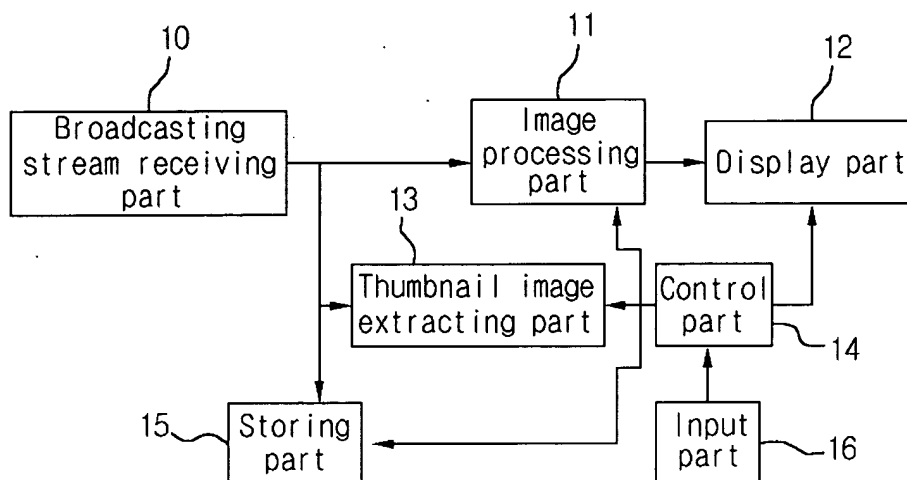 10
Broadcasting
stream receiving
part
11
Image
processing
part
12
Display part
13
Thumbnail image
extracting part
Control
part
14
15
Storing
part
Input
part
16